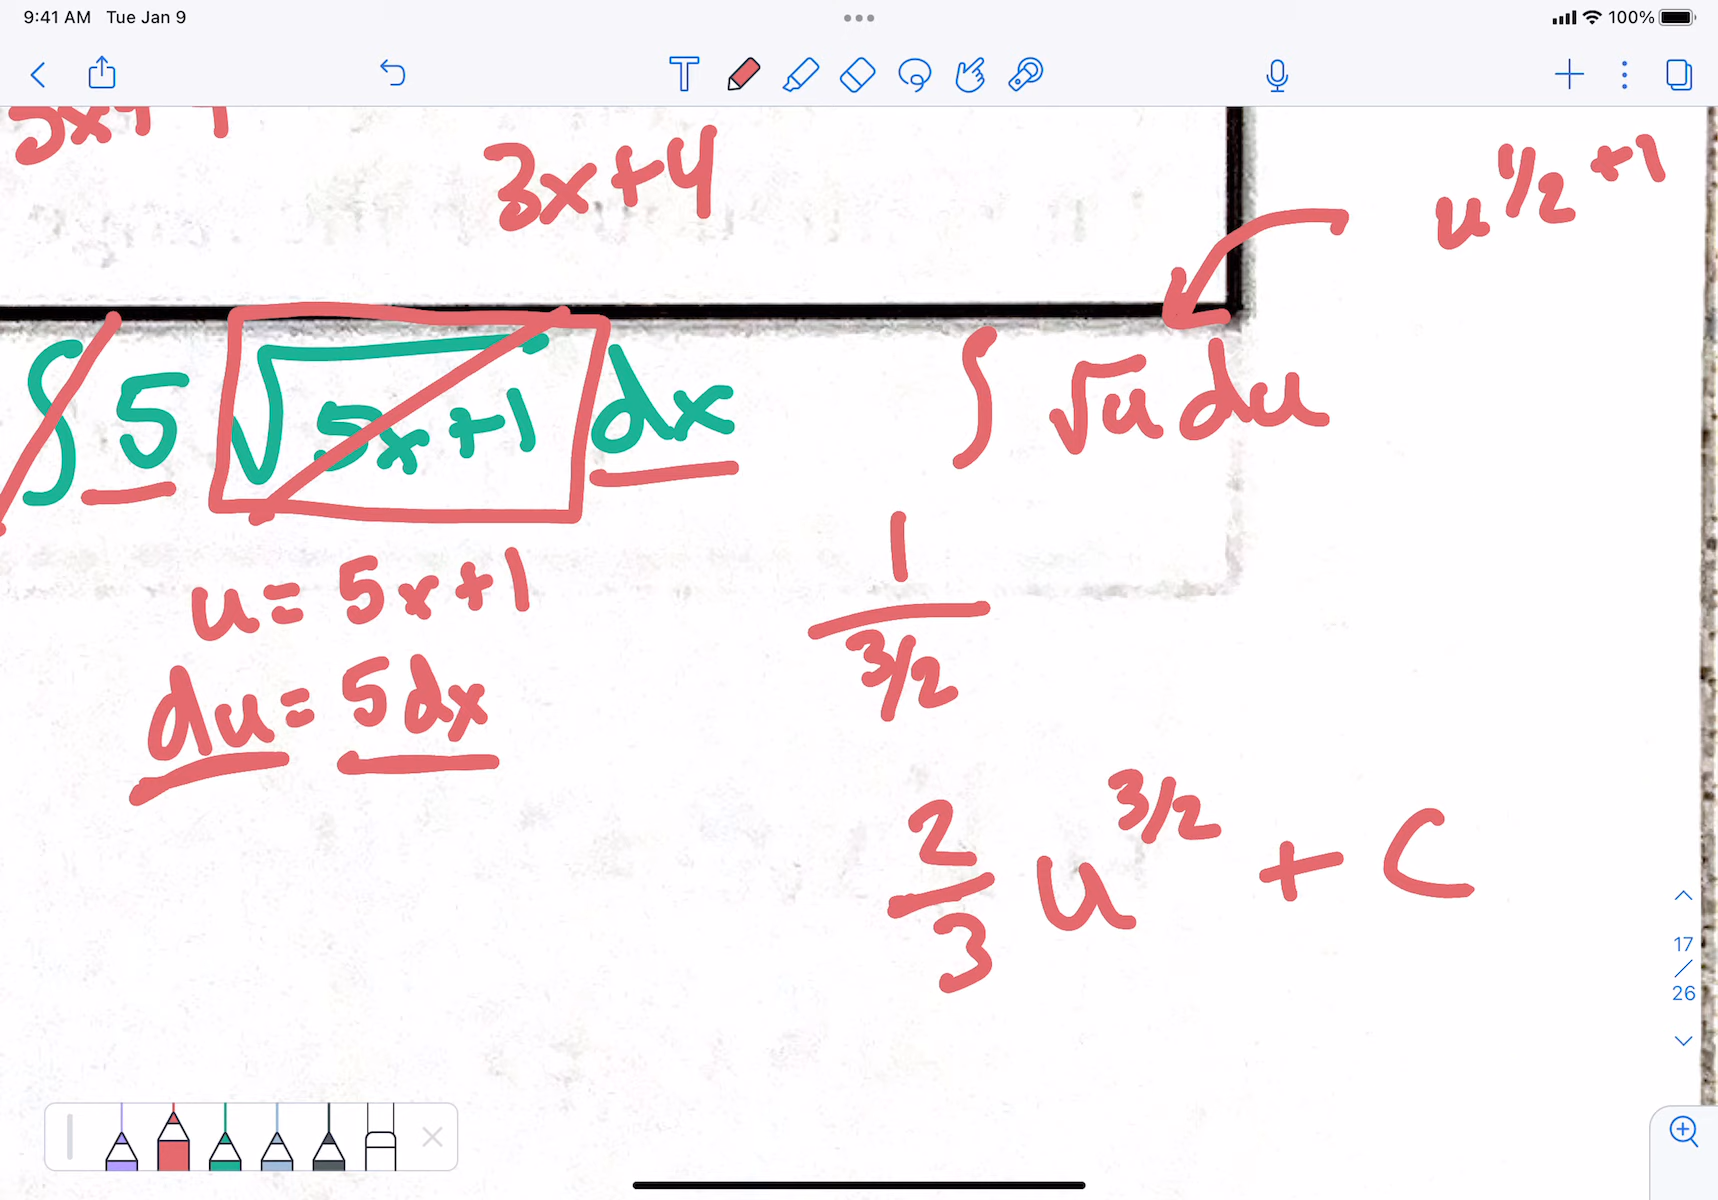 9:41 AM Tue Jan 9
100%
3x+4
u^{1/2 +1}
∫ 5 √(5x+1) dx
∫ √u du
u = 5x+1
1
3/2
du = 5dx
2/3 u^{3/2} + C
17
/
26